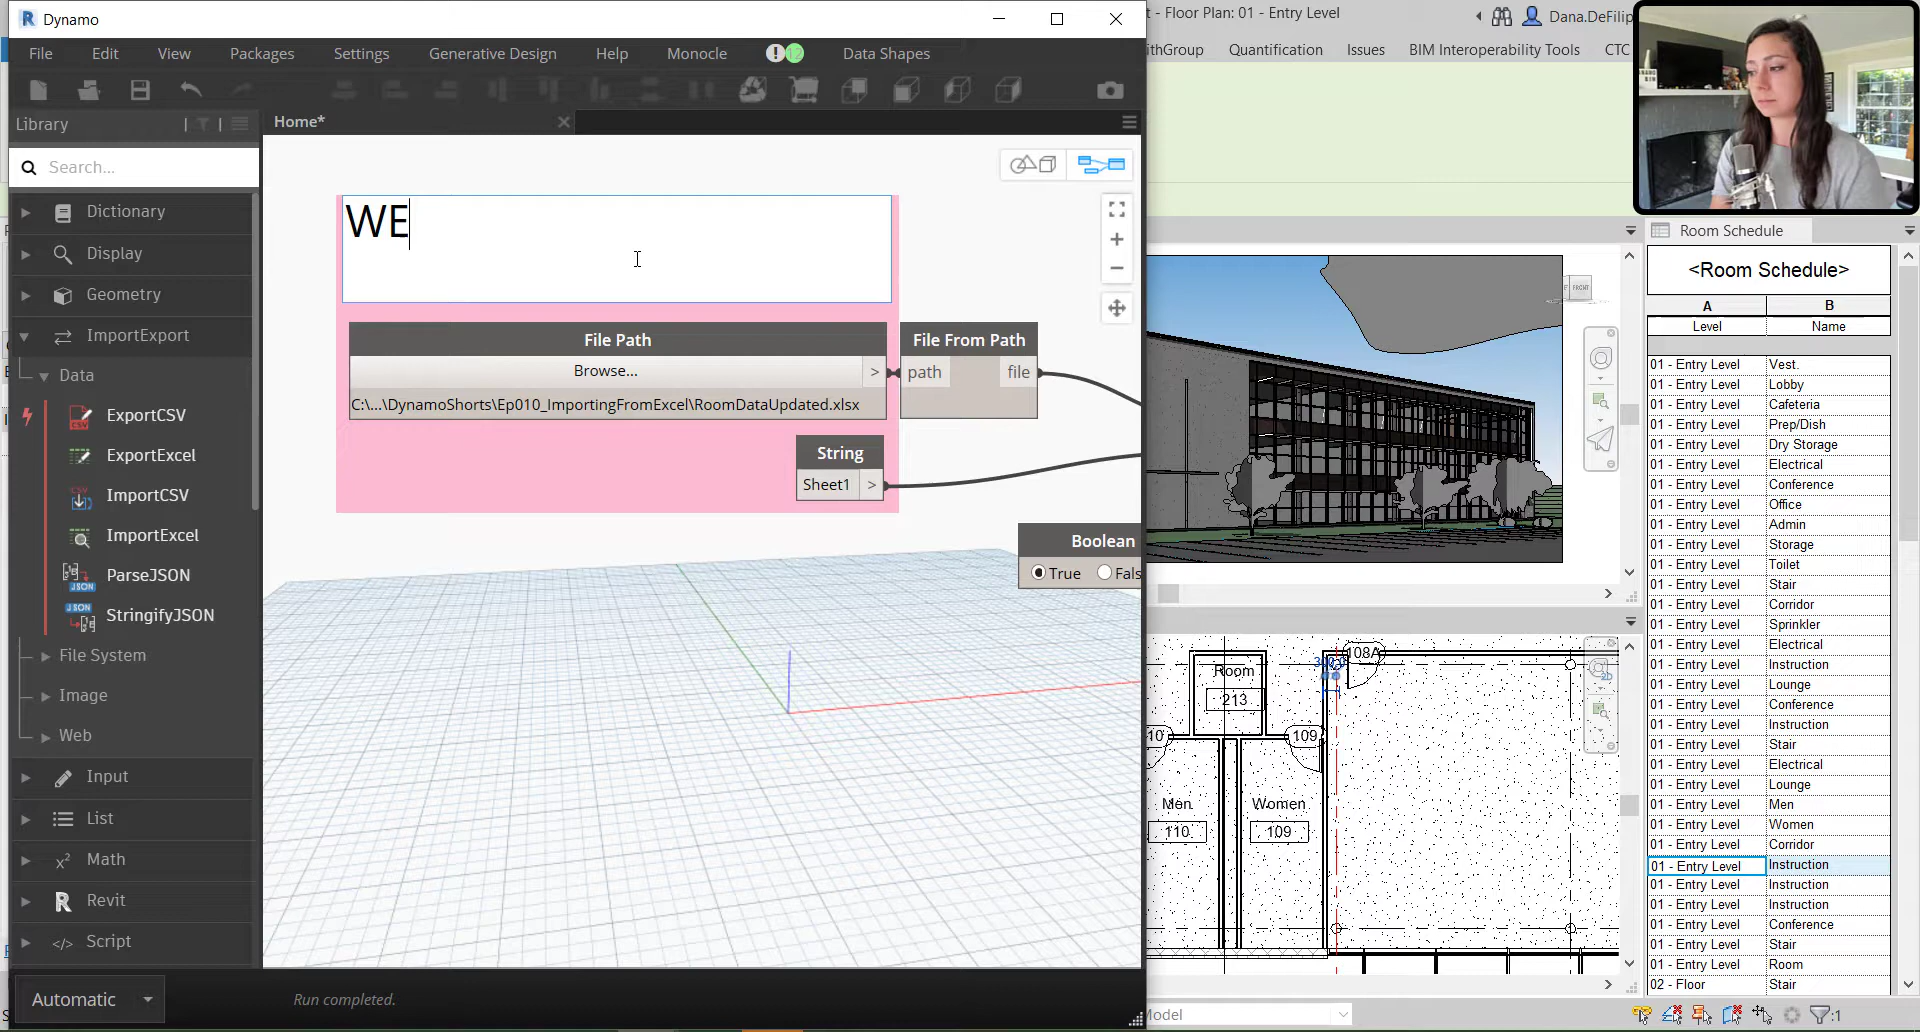 Dynamo
File Edit View Packages Settings Generative Design Help Monocle 12 Data Shapes
Library
Home*
Search...
Dictionary
Display
Geometry
ImportExport
Data
ExportCSV
ExportExcel
ImportCSV
ImportExcel
ParseJSON
StringifyJSON
File System
Image
Web
Input
List
Math
Revit
Script
Automatic
Run completed.
WE
File Path
Browse... >
C:\...\DynamoShorts\Ep010_ImportingFromExcel\RoomDataUpdated.xlsx
File From Path
path file
String
Sheet1 >
Boolean
True Fals
t - Floor Plan: 01 - Entry Level
Dana.DeFilip
ithGroup Quantification Issues BIM Interoperability Tools CTC
FRONT
Room
213
108A
10
109
Men
110
Women
109
Model
:1
Room Schedule
<Room Schedule>
A B
Level Name
01 - Entry Level Vest.
01 - Entry Level Lobby
01 - Entry Level Cafeteria
01 - Entry Level Prep/Dish
01 - Entry Level Dry Storage
01 - Entry Level Electrical
01 - Entry Level Conference
01 - Entry Level Office
01 - Entry Level Admin
01 - Entry Level Storage
01 - Entry Level Toilet
01 - Entry Level Stair
01 - Entry Level Corridor
01 - Entry Level Sprinkler
01 - Entry Level Electrical
01 - Entry Level Instruction
01 - Entry Level Lounge
01 - Entry Level Conference
01 - Entry Level Instruction
01 - Entry Level Stair
01 - Entry Level Electrical
01 - Entry Level Lounge
01 - Entry Level Men
01 - Entry Level Women
01 - Entry Level Corridor
01 - Entry Level Instruction
01 - Entry Level Instruction
01 - Entry Level Instruction
01 - Entry Level Conference
01 - Entry Level Stair
01 - Entry Level Room
02 - Floor Stair